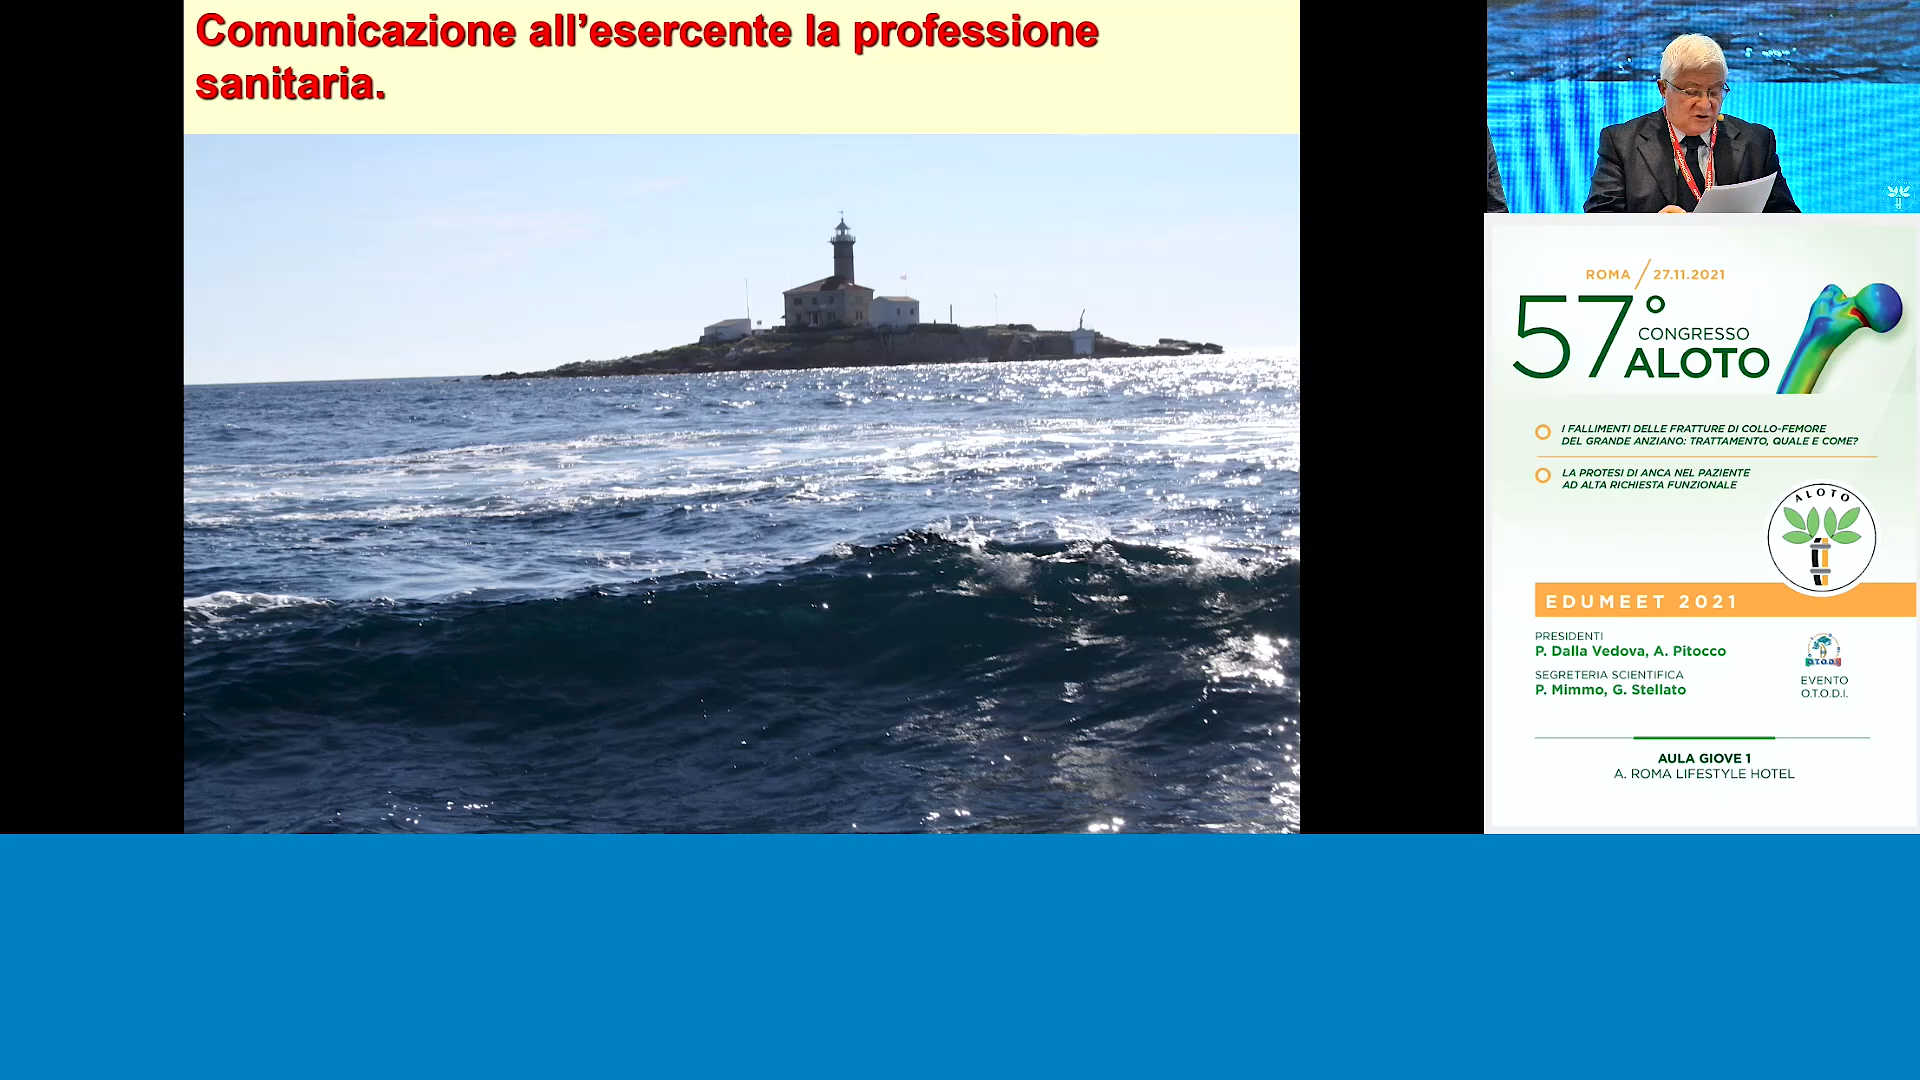 Comunicazione all’esercente la professione
sanitaria.
ROMA / 27.11.2021
57°
CONGRESSO
ALOTO
I FALLIMENTI DELLE FRATTURE DI COLLO-FEMORE
DEL GRANDE ANZIANO: TRATTAMENTO, QUALE E COME?
LA PROTESI DI ANCA NEL PAZIENTE
AD ALTA RICHIESTA FUNZIONALE
ALOTO
EDUMEET 2021
PRESIDENTI
P. Dalla Vedova, A. Pitocco
SEGRETERIA SCIENTIFICA
P. Mimmo, G. Stellato
O.T.O.D.I.
EVENTO
O.T.O.D.I.
AULA GIOVE 1
A. ROMA LIFESTYLE HOTEL